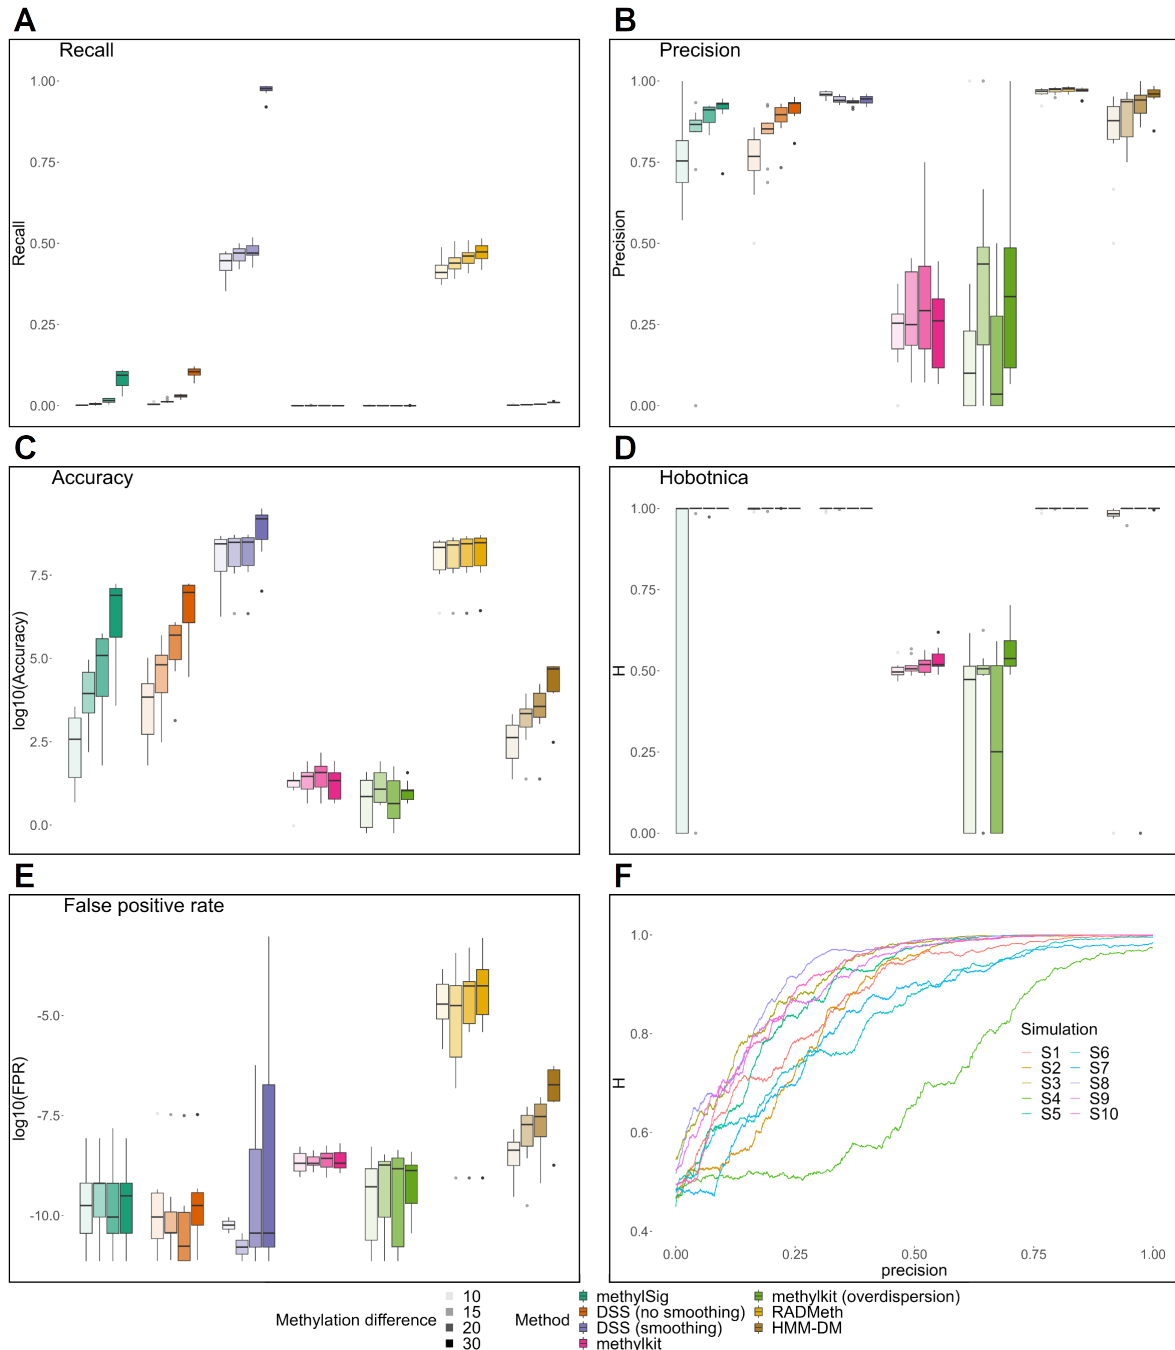 A
Recall
1.00
0.75
0.50
0.25
0.00
Recall
B
Precision
1.00
0.75
0.50
0.25
0.00
Precision
C
Accuracy
7.5
5.0
2.5
0.0
log10(Accuracy)
D
Hobotnica
1.00
0.75
0.50
0.25
0.00
H
E
False positive rate
-5.0
-7.5
-10.0
log10(FPR)
F
1.0
0.8
0.6
0.4
H
0.00 0.25 0.50 0.75 1.00
precision
Simulation
S1 S6
S2 S7
S3 S8
S4 S9
S5 S10
Methylation difference
10
15
20
30
Method
methylSig
DSS (no smoothing)
DSS (smoothing)
methylkit
methylkit (overdispersion)
RADMeth
HMM-DM